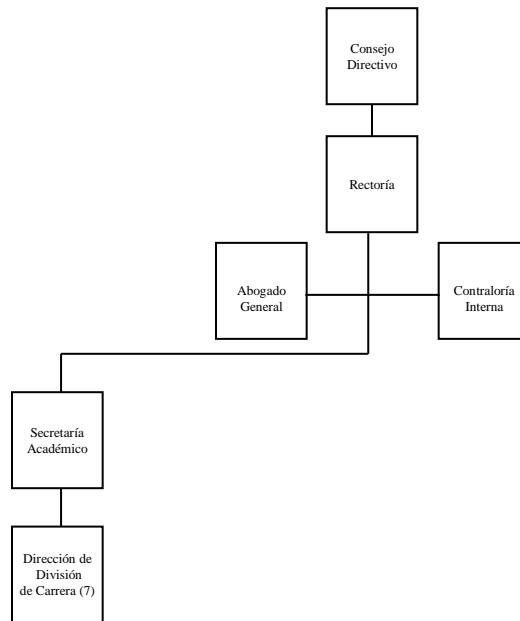 Consejo
Directivo
Rectoría
Abogado
General
Contraloría
Interna
Secretaría
Académico
Dirección de
División
de Carrera (7)